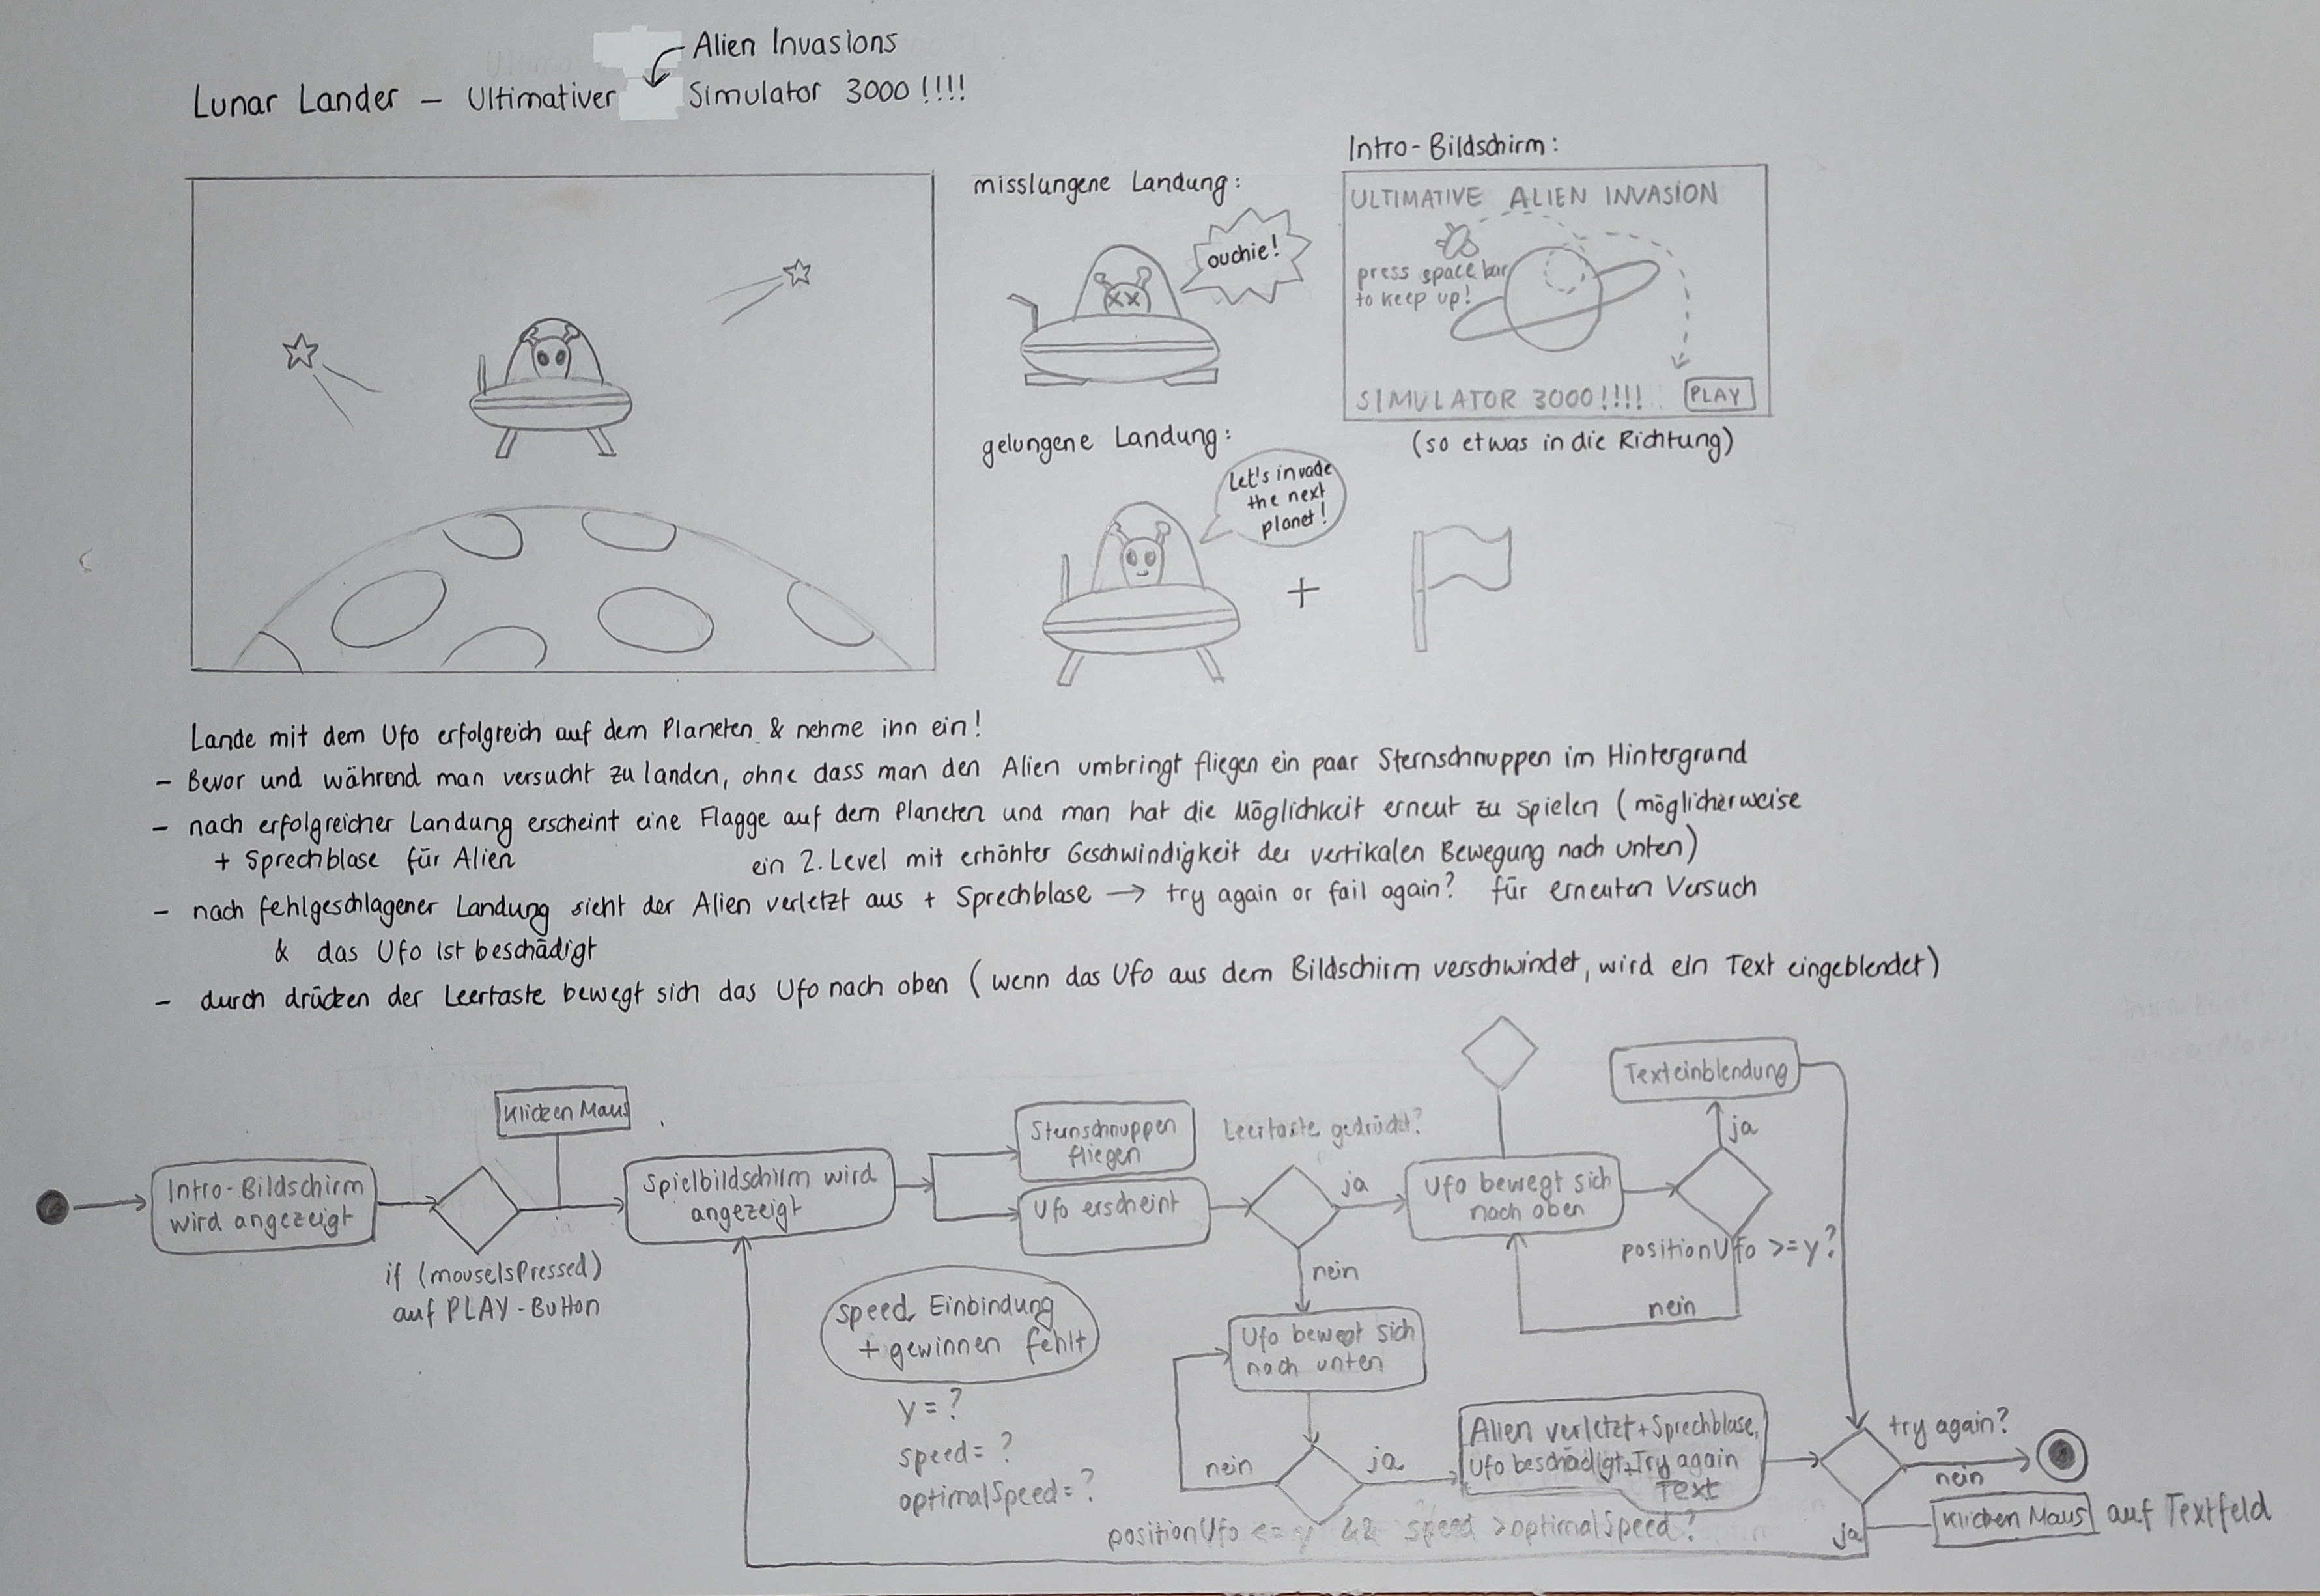 Alien Invasions
Lunar Lander – Ultimativer Simulator 3000 !!!!
misslungene Landung:
ouchie!
Intro-Bildschirm:
ULTIMATIVE ALIEN INVASION
press space bar
to keep up!
SIMULATOR 3000 !!!!
PLAY
(so etwas in die Richtung)
gelungene Landung:
Let's invade
the next
planet!
+
Lande mit dem Ufo erfolgreich auf dem Planeten & nehme ihn ein!
– Bevor und während man versucht zu landen, ohne dass man den Alien umbringt fliegen ein paar Sternschnuppen im Hintergrund
– nach erfolgreicher Landung erscheint eine Flagge auf dem Planeten und man hat die Möglichkeit erneut zu spielen (möglicherweise
+ Sprechblase für Alien
ein 2. Level mit erhöhter Geschwindigkeit der vertikalen Bewegung nach unten)
– nach fehlgeschlagener Landung sieht der Alien verletzt aus + Sprechblase → try again or fail again? für erneuten Versuch
& das Ufo ist beschädigt
– durch drücken der Leertaste bewegt sich das Ufo nach oben (wenn das Ufo aus dem Bildschirm verschwindet, wird ein Text eingeblendet)
Klicken Maus
Intro-Bildschirm
wird angezeigt
if (mouseIsPressed)
auf PLAY-Button
Spielbildschirm wird
angezeigt
Sternschnuppen
fliegen
Ufo erscheint
Leertaste gedrückt?
ja
nein
Ufo bewegt sich
nach oben
Texteinblendung
ja
positionUfo >= y?
nein
speed Einbindung
+ gewinnen fehlt
y = ?
speed = ?
optimalSpeed = ?
Ufo bewegt sich
nach unten
nein
ja
positionUfo <= y && speed > optimalSpeed?
Alien verletzt + Sprechblase,
Ufo beschädigt + Try again
Text
try again?
nein
ja
Klicken Maus auf Textfeld